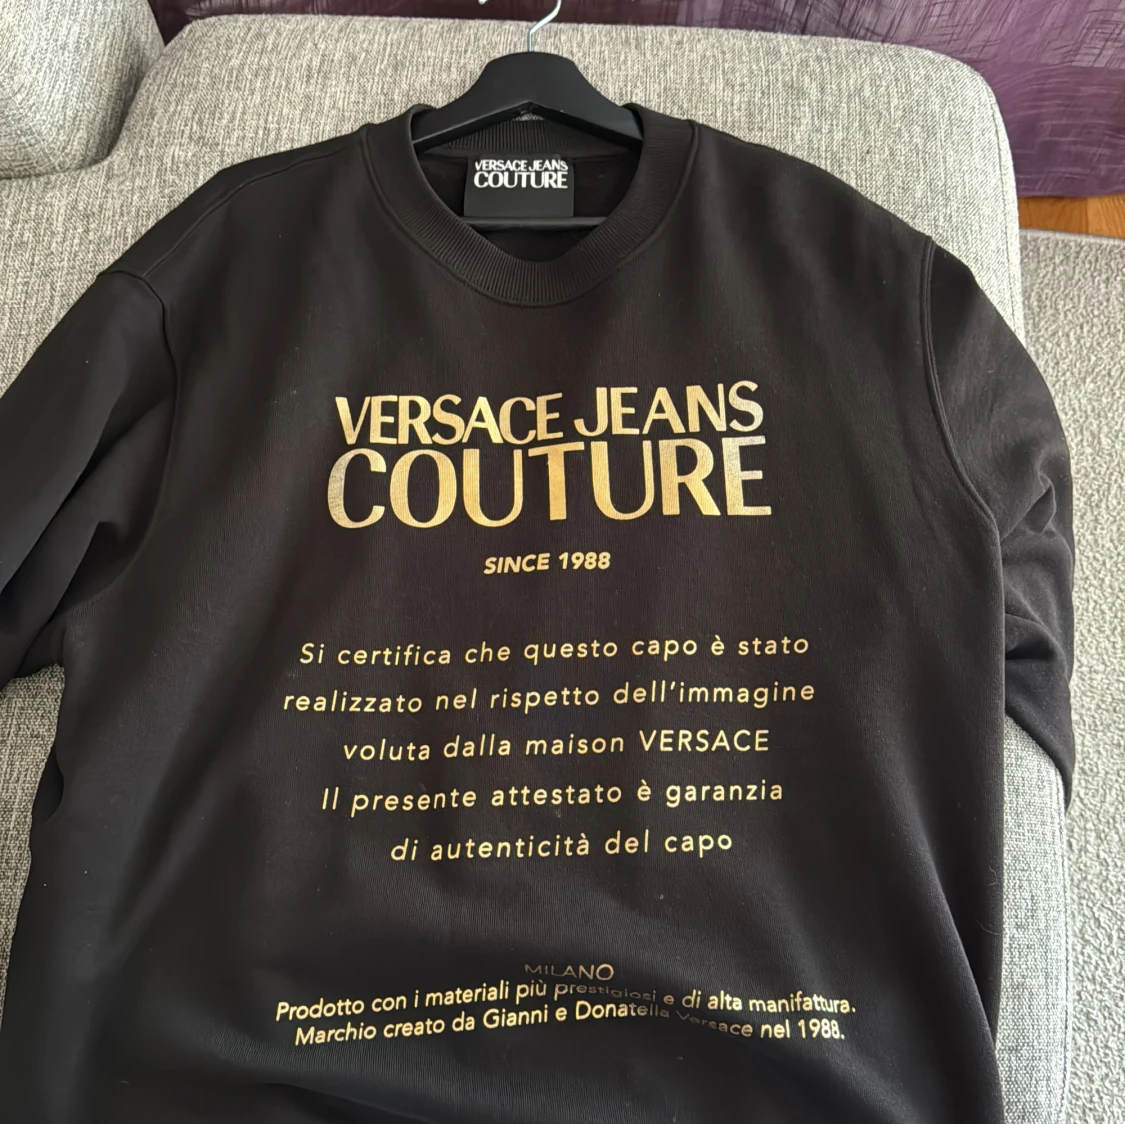 VERSACE JEANS
COUTURE
VERSACE JEANS
COUTURE
SINCE 1988
Si certifica che questo capo è stato
realizzato nel rispetto dell'immagine
voluta dalla maison VERSACE
Il presente attestato è garanzia
di autenticità del capo
MILANO
Prodotto con i materiali più prestigiosi e di alta manifattura.
Marchio creato da Gianni e Donatella Versace nel 1988.